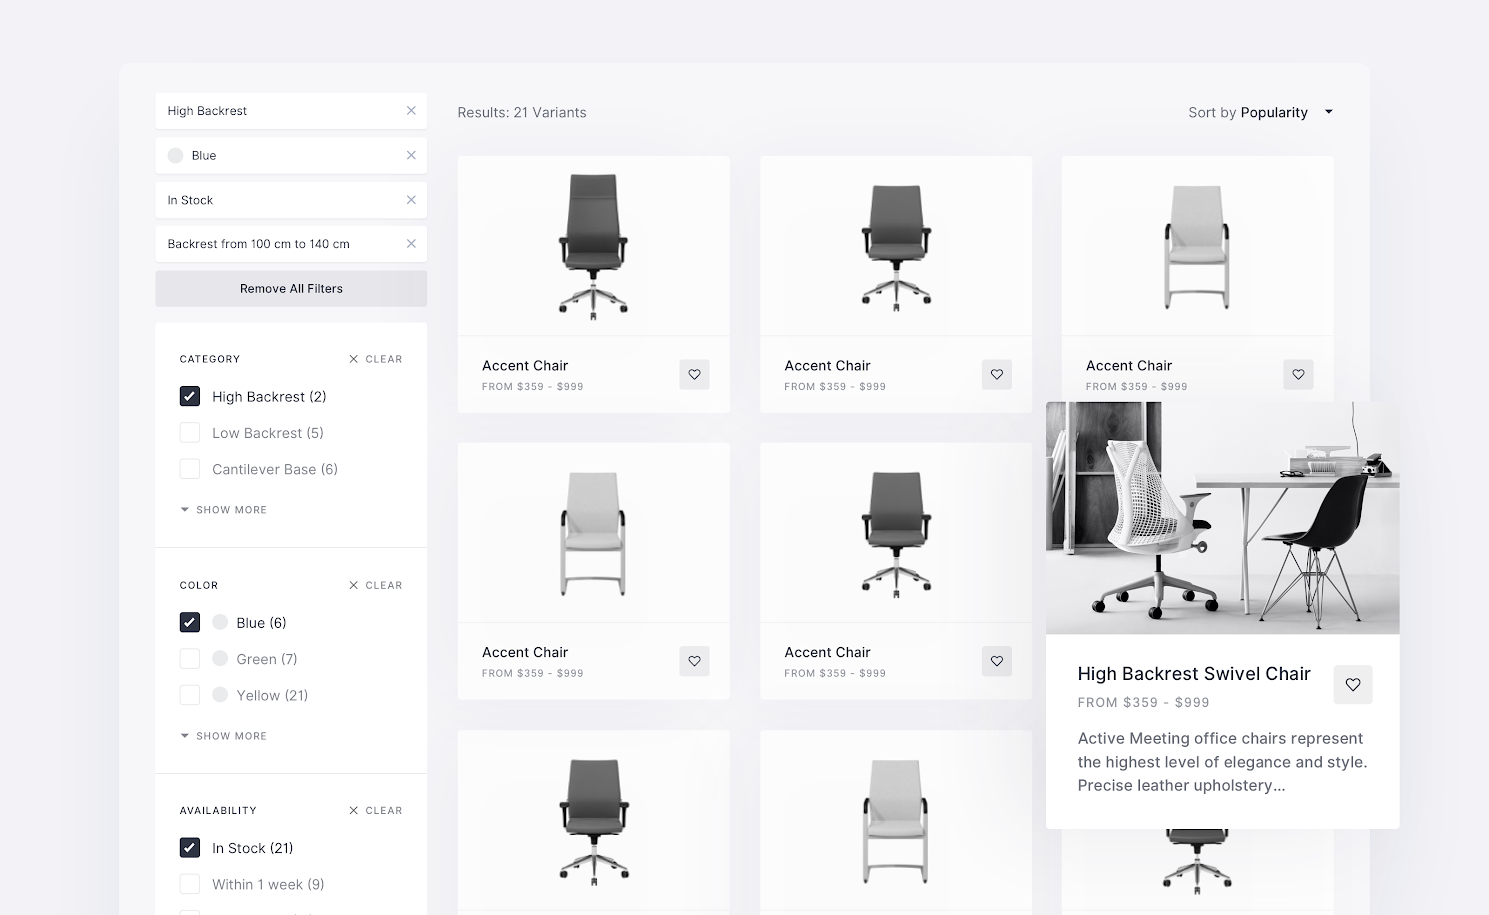 High Backrest
Blue
In Stock
Backrest from 100 cm to 140 cm
Remove All Filters
CATEGORY
CLEAR
High Backrest (2)
Low Backrest (5)
Cantilever Base (6)
SHOW MORE
COLOR
CLEAR
Blue (6)
Green (7)
Yellow (21)
SHOW MORE
AVAILABILITY
CLEAR
In Stock (21)
Within 1 week (9)
Results: 21 Variants
Sort by Popularity
Accent Chair
FROM $359 - $999
Accent Chair
FROM $359 - $999
Accent Chair
FROM $359 - $999
Accent Chair
FROM $359 - $999
Accent Chair
FROM $359 - $999
High Backrest Swivel Chair
FROM $359 - $999
Active Meeting office chairs represent
the highest level of elegance and style.
Precise leather upholstery...